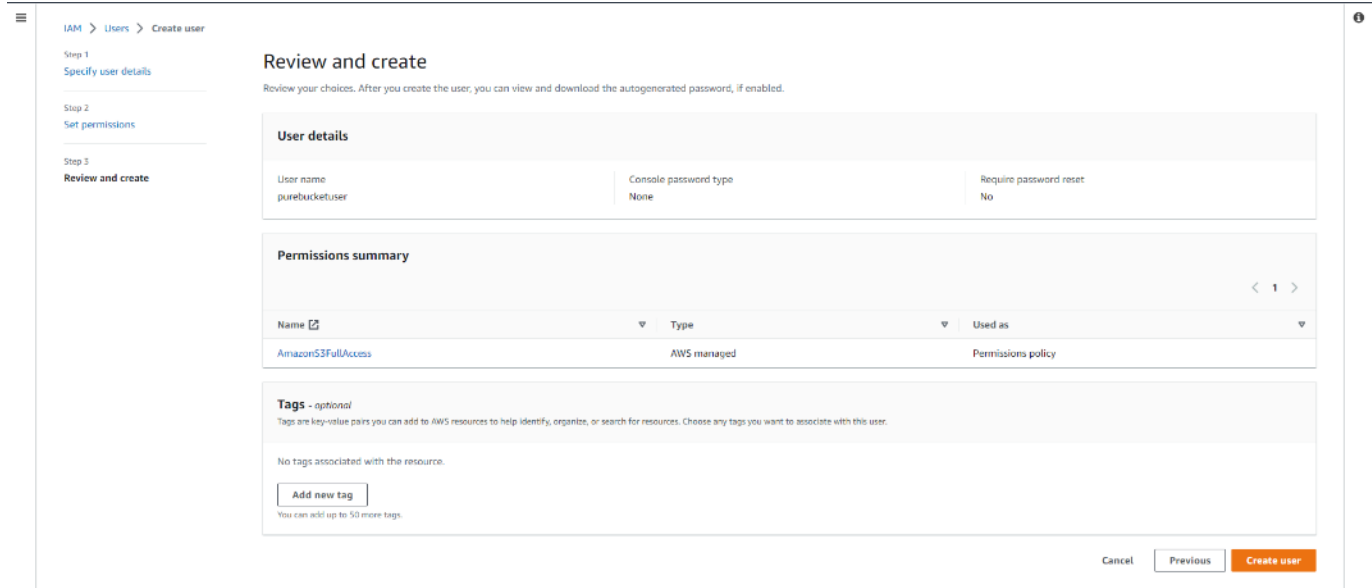 IAM > Users > Create user
Step 1
Specify user details
Step 2
Set permissions
Step 3
Review and create
Review and create
Review your choices. After you create the user, you can view and download the autogenerated password, if enabled.
User details
User name
purebucketuser
Console password type
None
Require password reset
No
Permissions summary
< 1 >
Name Type Used as
AmazonS3FullAccess AWS managed Permissions policy
Tags - optional
Tags are key-value pairs you can add to AWS resources to help identify, organize, or search for resources. Choose any tags you want to associate with this user.
No tags associated with the resource.
Add new tag
You can add up to 50 more tags.
Cancel Previous Create user